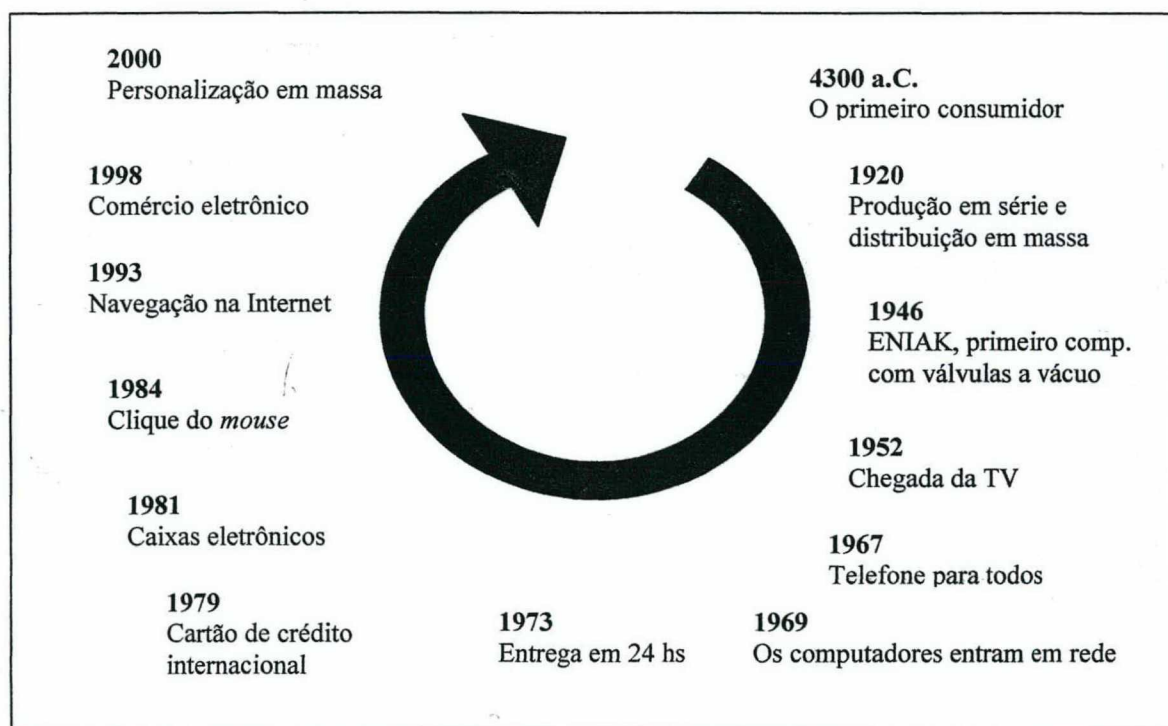 4300 a.C.
O primeiro consumidor
1920
Produção em série e
distribuição em massa
1946
ENIAK, primeiro comp.
com válvulas a vácuo
1952
Chegada da TV
1967
Telefone para todos
1969
Os computadores entram em rede
1973
Entrega em 24 hs
1979
Cartão de crédito
internacional
1981
Caixas eletrônicos
1984
Clique do mouse
1993
Navegação na Internet
1998
Comércio eletrônico
2000
Personalização em massa